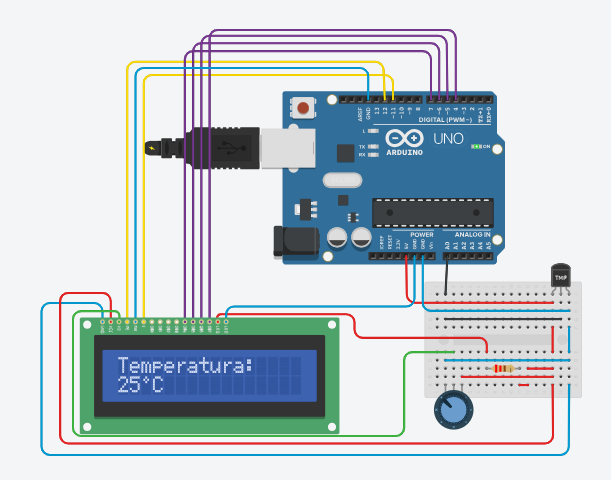 AREF
GND
13
12
~11
~10
~9
8
7
~6
~5
4
~3
2
TX→1
RX←0
DIGITAL (PWM ~)
L
TX
RX
UNO
ARDUINO
ON
IOREF
RESET
3.3V
5V
GND
GND
Vin
POWER
ANALOG IN
A0
A1
A2
A3
A4
A5
TMP
Temperatura:
25°C